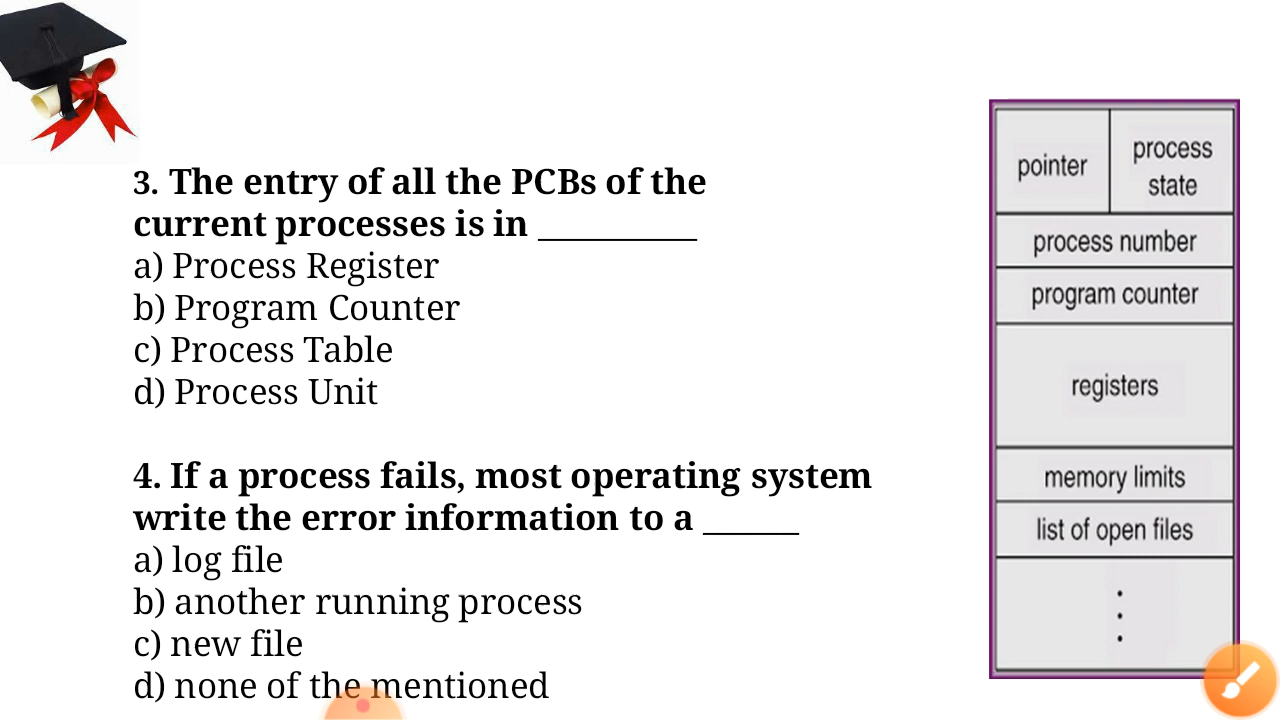 3. The entry of all the PCBs of the
current processes is in __________
a) Process Register
b) Program Counter
c) Process Table
d) Process Unit
4. If a process fails, most operating system
write the error information to a ______
a) log file
b) another running process
c) new file
d) none of the mentioned
pointer
process
state
process number
program counter
registers
memory limits
list of open files